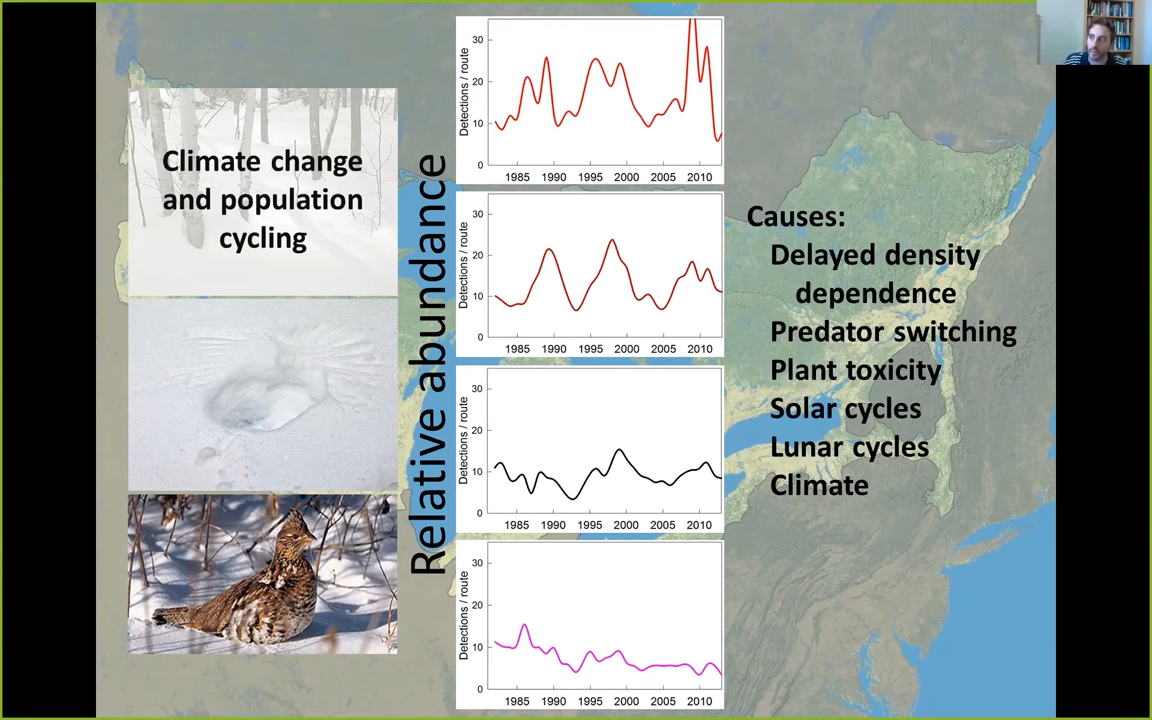 Climate change
and population
cycling
Relative abundance
Detections / route
30
20
10
0
1985 1990 1995 2000 2005 2010
Detections / route
30
20
10
0
1985 1990 1995 2000 2005 2010
Detections / route
30
20
10
0
1985 1990 1995 2000 2005 2010
Detections / route
30
20
10
0
1985 1990 1995 2000 2005 2010
Causes:
Delayed density
dependence
Predator switching
Plant toxicity
Solar cycles
Lunar cycles
Climate